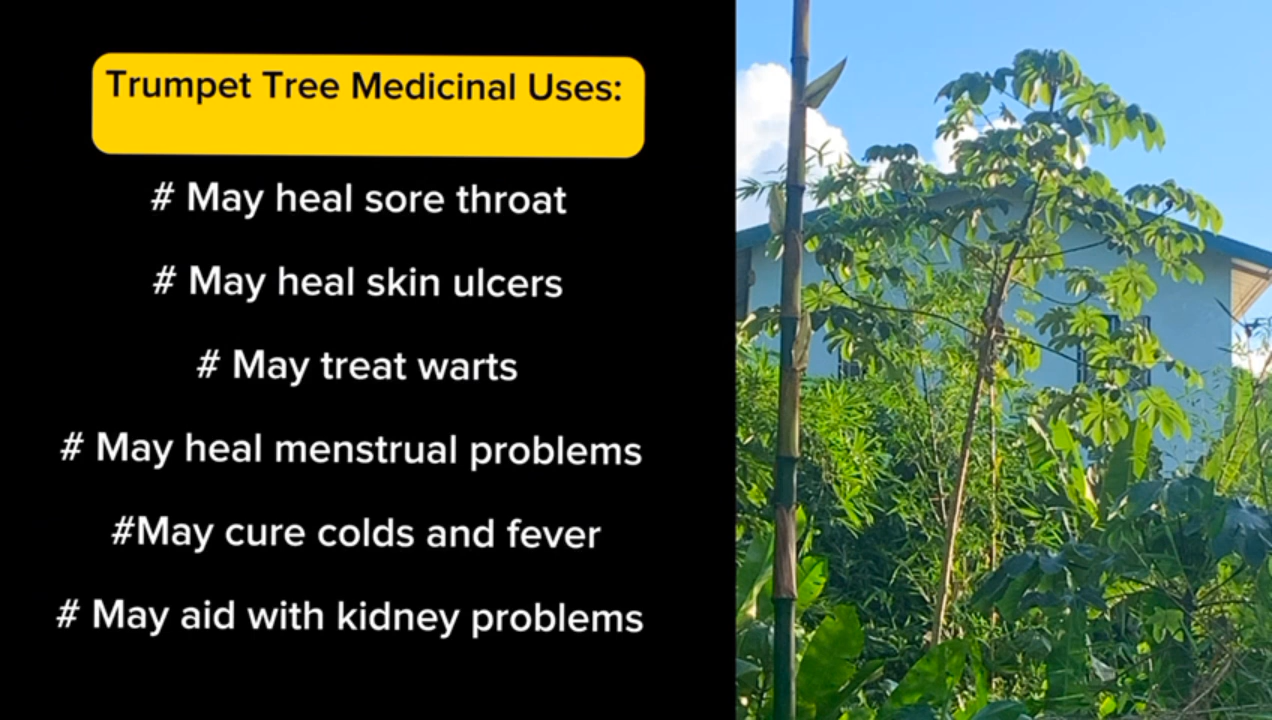 Trumpet Tree Medicinal Uses:
# May heal sore throat
# May heal skin ulcers
# May treat warts
# May heal menstrual problems
#May cure colds and fever
# May aid with kidney problems